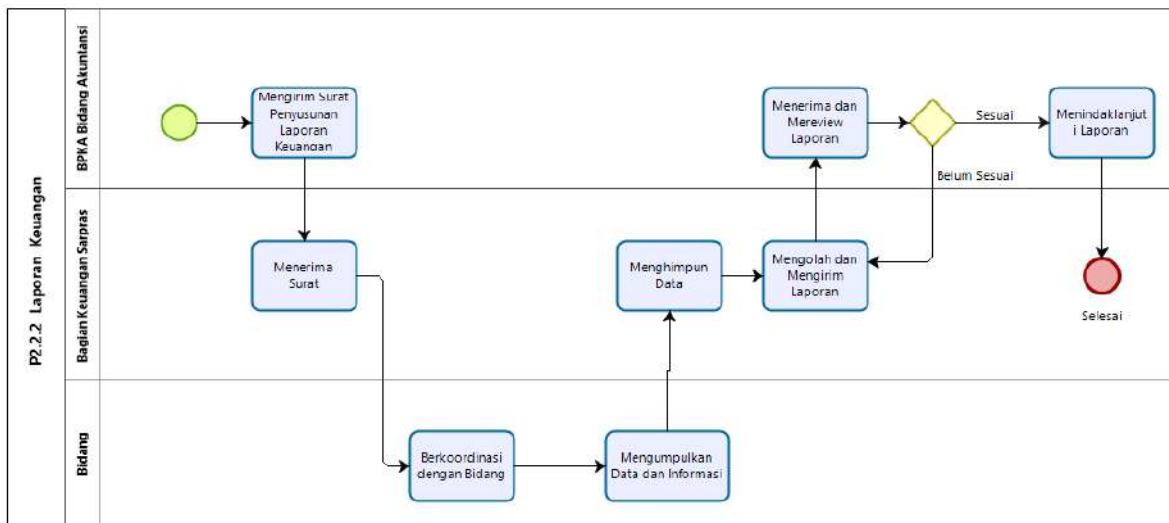 P2.2.2 Laporan Keuangan
BPKA Bidang Akuntansi
Mengirim Surat
Penyusunan
Laporan
Keuangan
Menerima dan
Mereview
Laporan
Sesuai
Menindaklanjut
i Laporan
Belum Sesuai
Bagian Keuangan Sarpras
Menerima
Surat
Menghimpun
Data
Mengolah dan
Mengirim
Laporan
Selesai
Bidang
Berkoordinasi
dengan Bidang
Mengumpulkan
Data dan Informasi